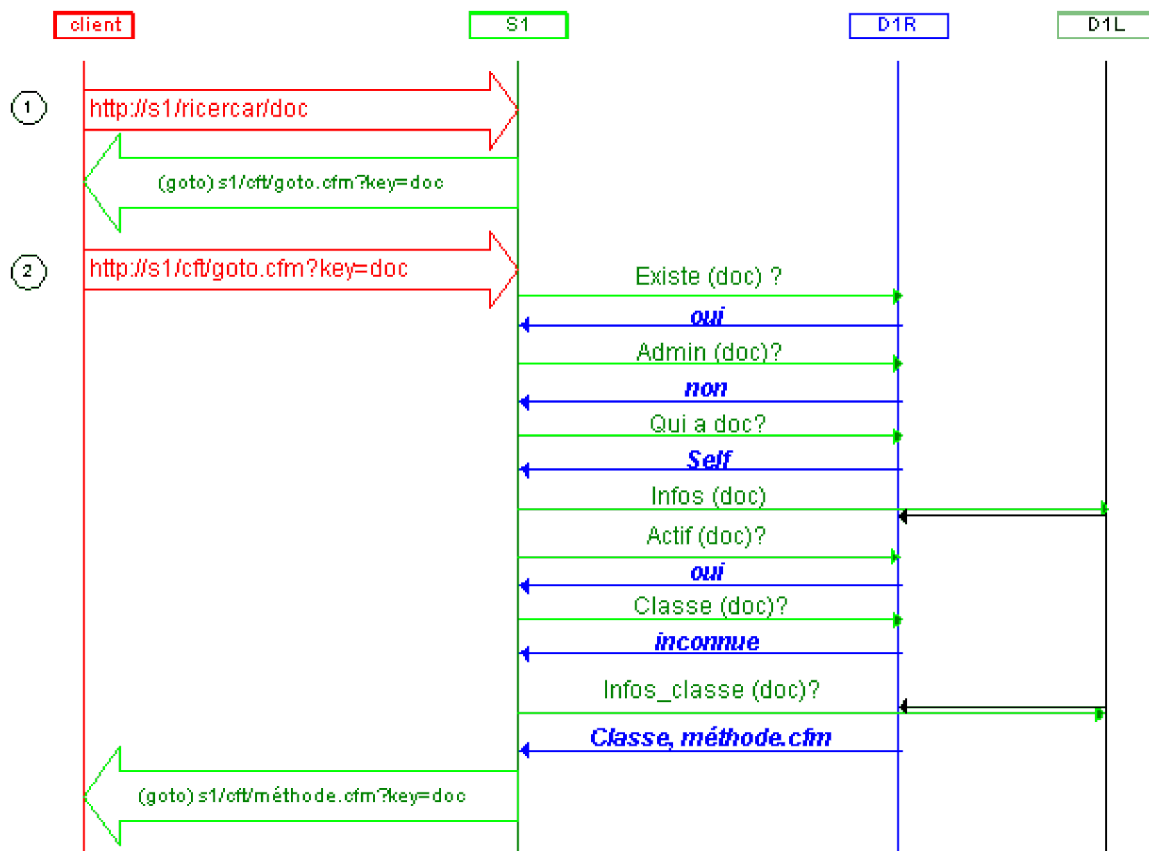 client S1 D1R D1L
1 http://s1/ricercar/doc
(goto) s1/cft/goto.cfm?key=doc
2 http://s1/cft/goto.cfm?key=doc
Existe (doc) ?
oui
Admin (doc)?
non
Qui a doc?
Self
Infos (doc)
Actif (doc)?
oui
Classe (doc)?
inconnue
Infos_classe (doc)?
Classe, méthode.cfm
(goto) s1/cft/méthode.cfm?key=doc